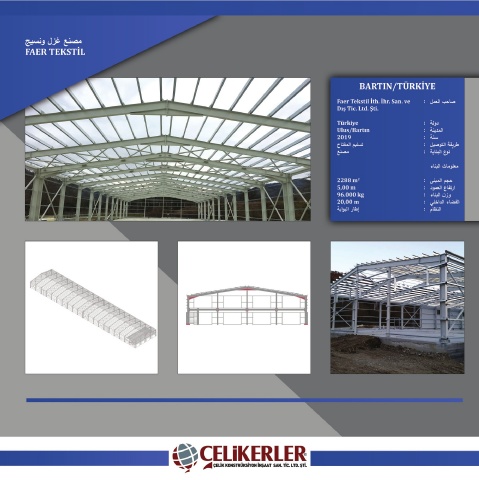 مصنع غزل ونسيج
FAER TEKSTİL
BARTIN/TÜRKİYE
Faer Tekstil İth. İhr. San. ve Dış Tic. Ltd. Şti. : صاحب العمل
Türkiye : دولة
Ulus/Bartın : المدينة
2019 : سنة
تسليم المفتاح : طريقة التوصيل
مصنع : نوع البناية
معلومات البناء
2280 m² : حجم المبنى
5,00 m : ارتفاع العمود
96.000 kg : وزن البناء
20,00 m : الفضاء الداخلي
إطار البوابة : النظام
ÇELİKERLER
ÇELİK KONSTRÜKSİYON İNŞAAT SAN. TİC. LTD. ŞTİ.